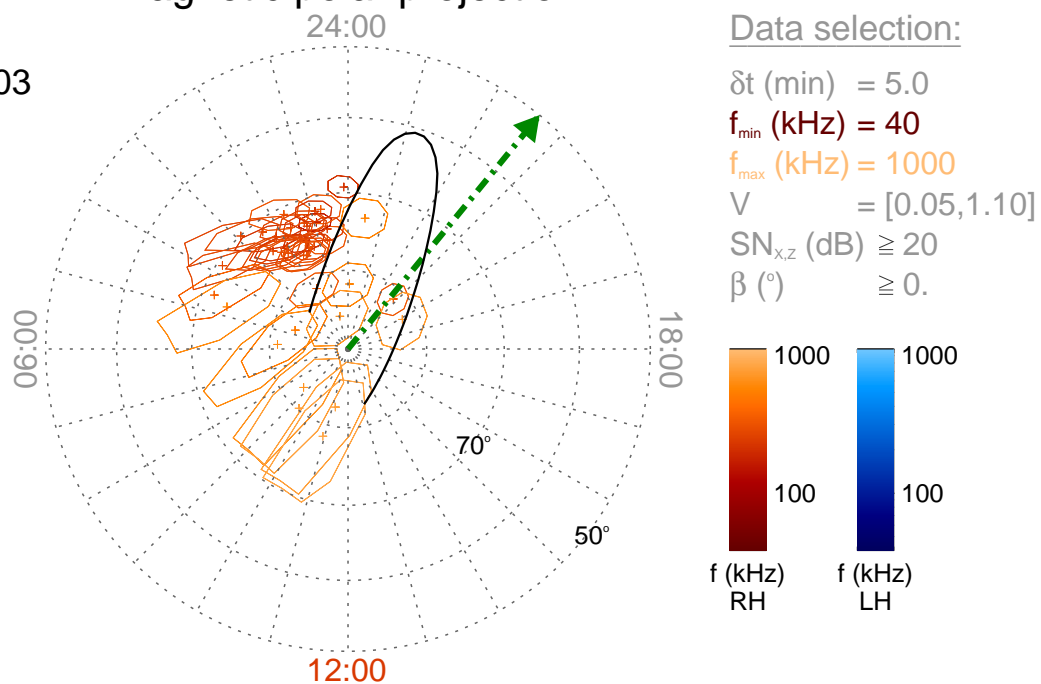 24:00
03
06:00
18:00
70°
50°
12:00
Data selection:
δt (min) = 5.0
fmin (kHz) = 40
fmax (kHz) = 1000
V = [0.05,1.10]
SNx,z (dB) ≧ 20
β (°) ≧ 0.
1000 1000
100 100
f (kHz) f (kHz)
RH LH